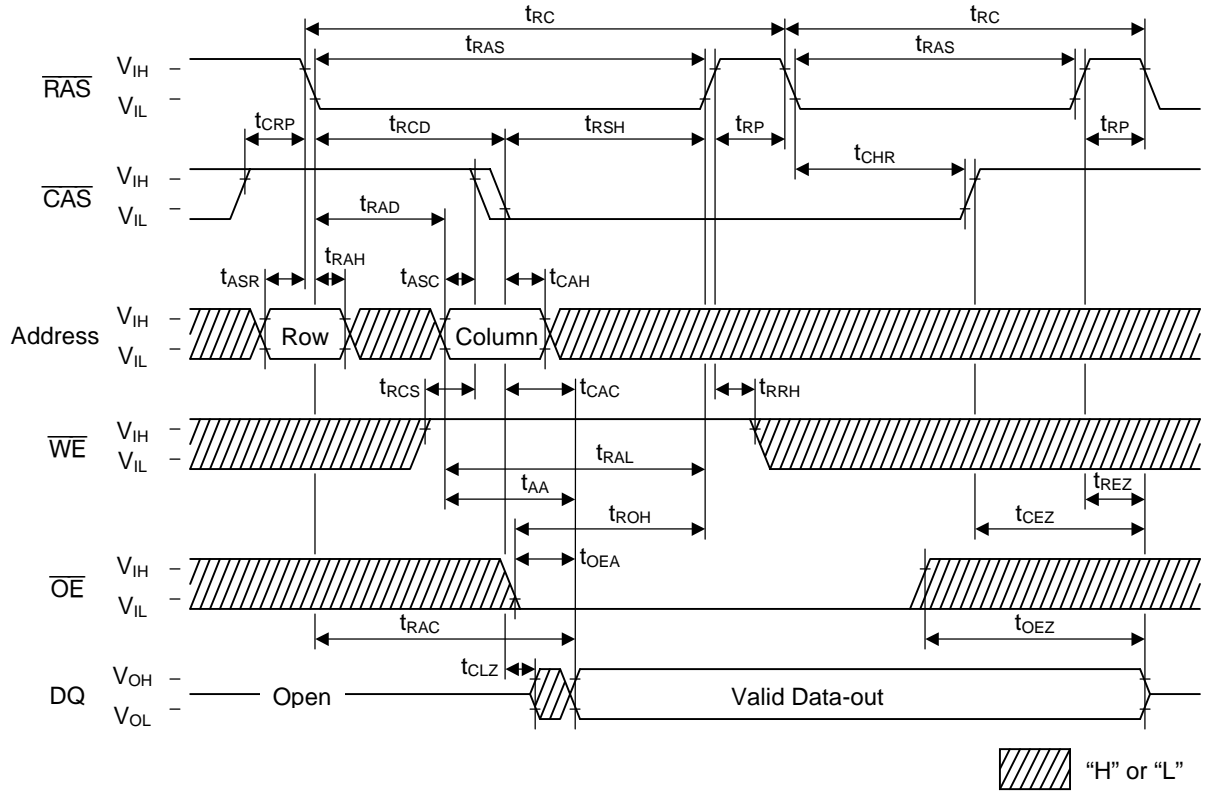 tRC tRC
tRAS tRAS
RAS VIH
VIL
tCRP tRCD tRSH tRP tRP
tCHR
CAS VIH
VIL
tRAD
tASR tRAH tASC tCAH
Address VIH
VIL
Row Column
tRCS tCAC tRRH
WE VIH
VIL
tRAL
tAA tREZ
tROH tCEZ
OE VIH
VIL
tOEA
tRAC tOEZ
tCLZ
DQ VOH
VOL
Open Valid Data-out
“H” or “L”